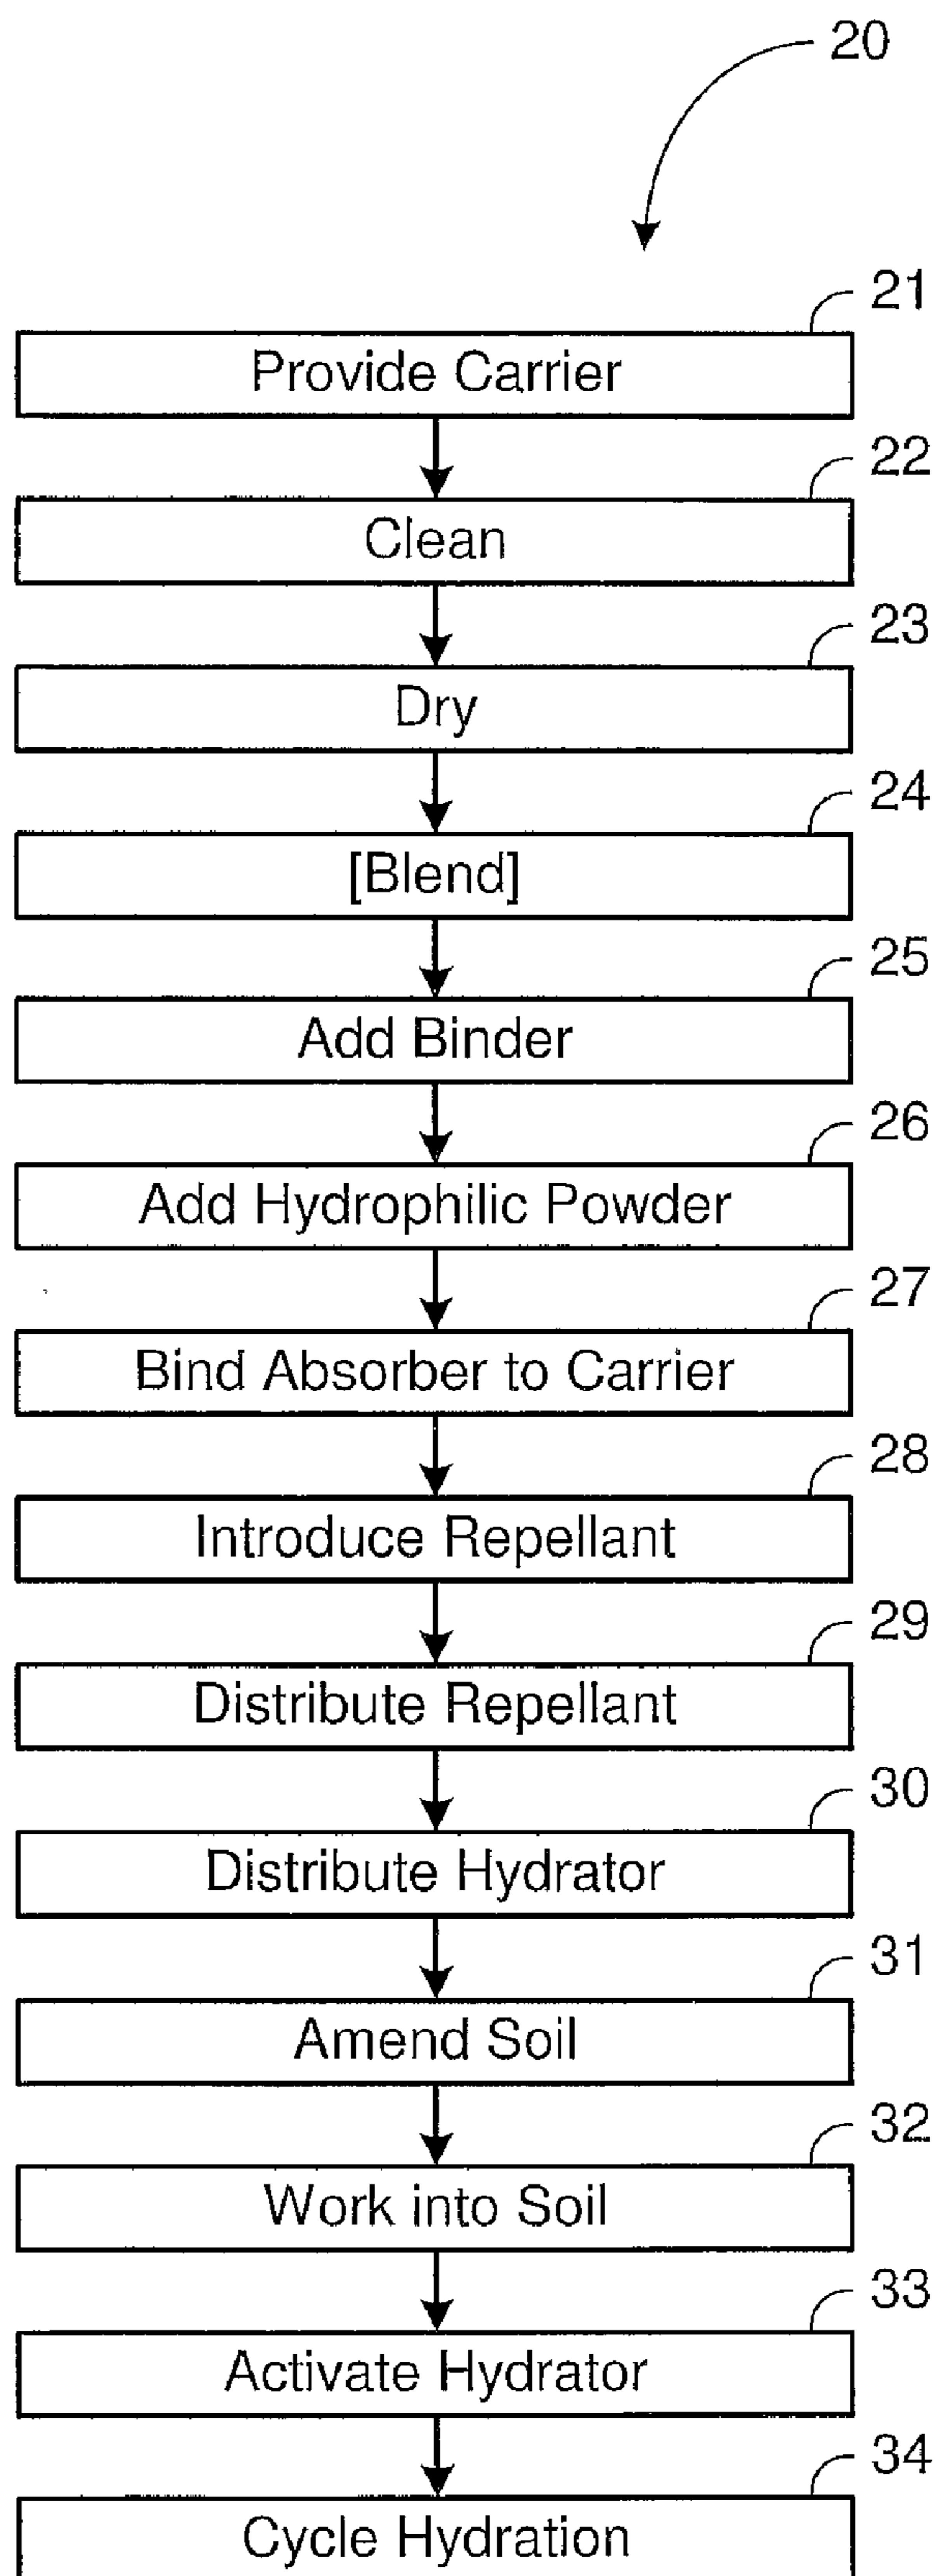 20
21
Provide Carrier
22
Clean
23
Dry
24
[Blend]
25
Add Binder
26
Add Hydrophilic Powder
27
Bind Absorber to Carrier
28
Introduce Repellant
29
Distribute Repellant
30
Distribute Hydrator
31
Amend Soil
32
Work into Soil
33
Activate Hydrator
34
Cycle Hydration